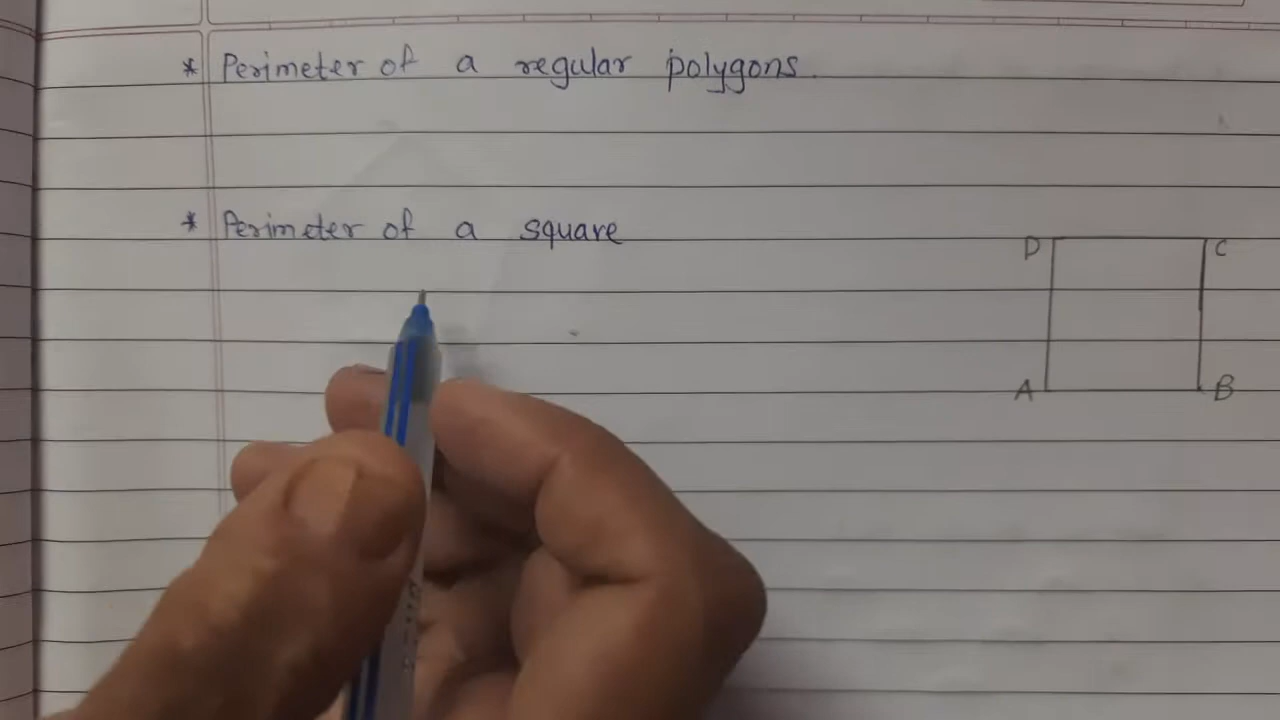 * Perimeter of a regular polygons.
* Perimeter of a square
D C
A B